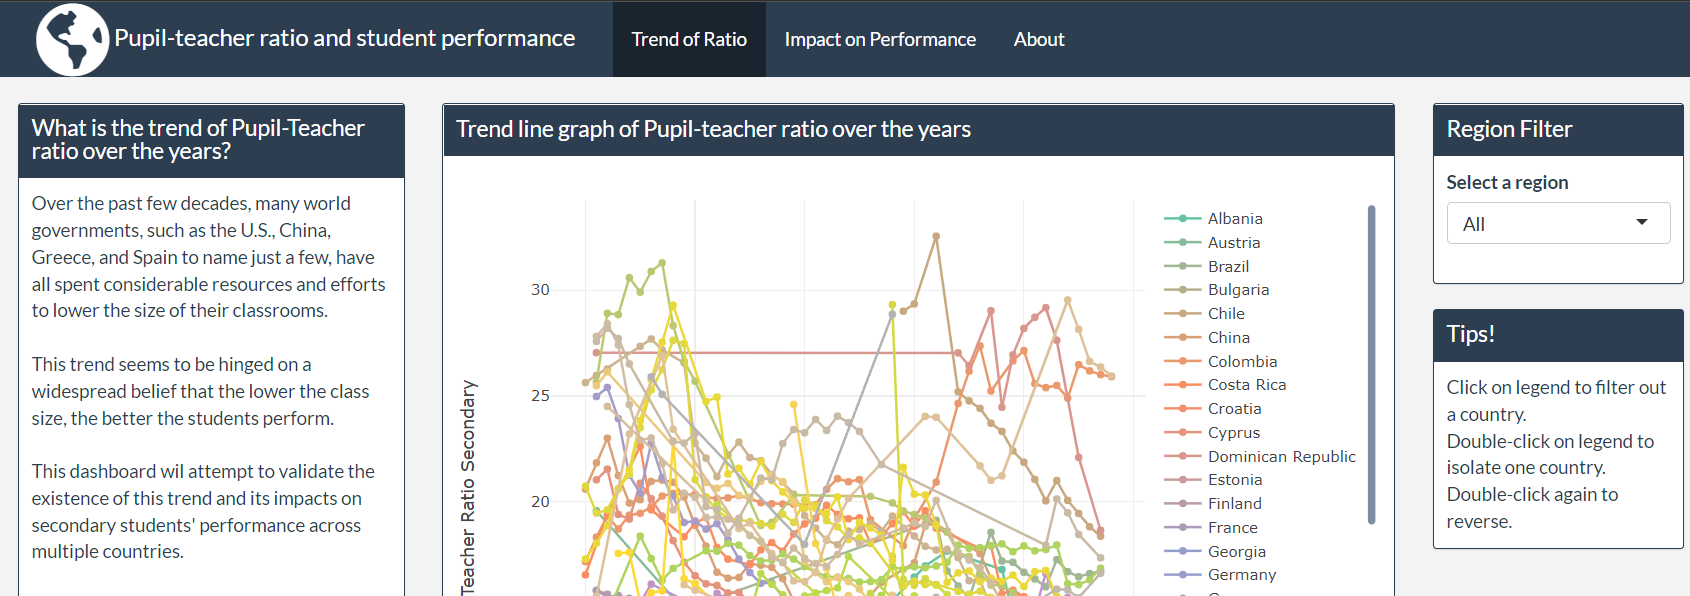 Pupil-teacher ratio and student performance
Trend of Ratio
Impact on Performance
About
What is the trend of Pupil-Teacher
ratio over the years?
Over the past few decades, many world
governments, such as the U.S., China,
Greece, and Spain to name just a few, have
all spent considerable resources and efforts
to lower the size of their classrooms.
This trend seems to be hinged on a
widespread belief that the lower the class
size, the better the students perform.
This dashboard wil attempt to validate the
existence of this trend and its impacts on
secondary students' performance across
multiple countries.
Trend line graph of Pupil-teacher ratio over the years
Teacher Ratio Secondary
30
25
20
Albania
Austria
Brazil
Bulgaria
Chile
China
Colombia
Costa Rica
Croatia
Cyprus
Dominican Republic
Estonia
Finland
France
Georgia
Germany
Region Filter
Select a region
All
Tips!
Click on legend to filter out
a country.
Double-click on legend to
isolate one country.
Double-click again to
reverse.